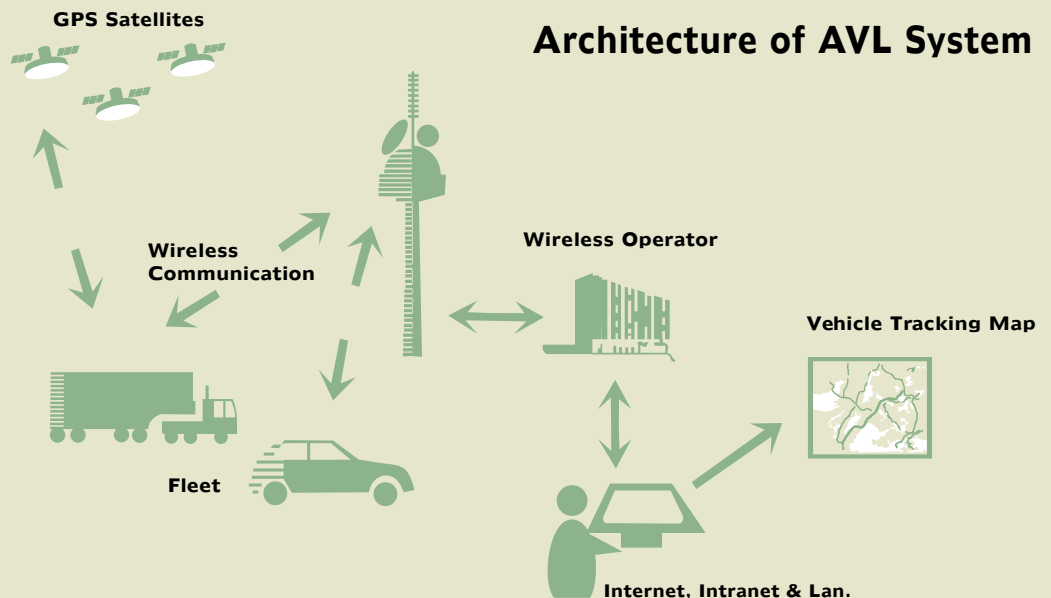 GPS Satellites
Architecture of AVL System
Wireless Operator
Wireless
Communication
Vehicle Tracking Map
Fleet
Internet, Intranet & Lan.